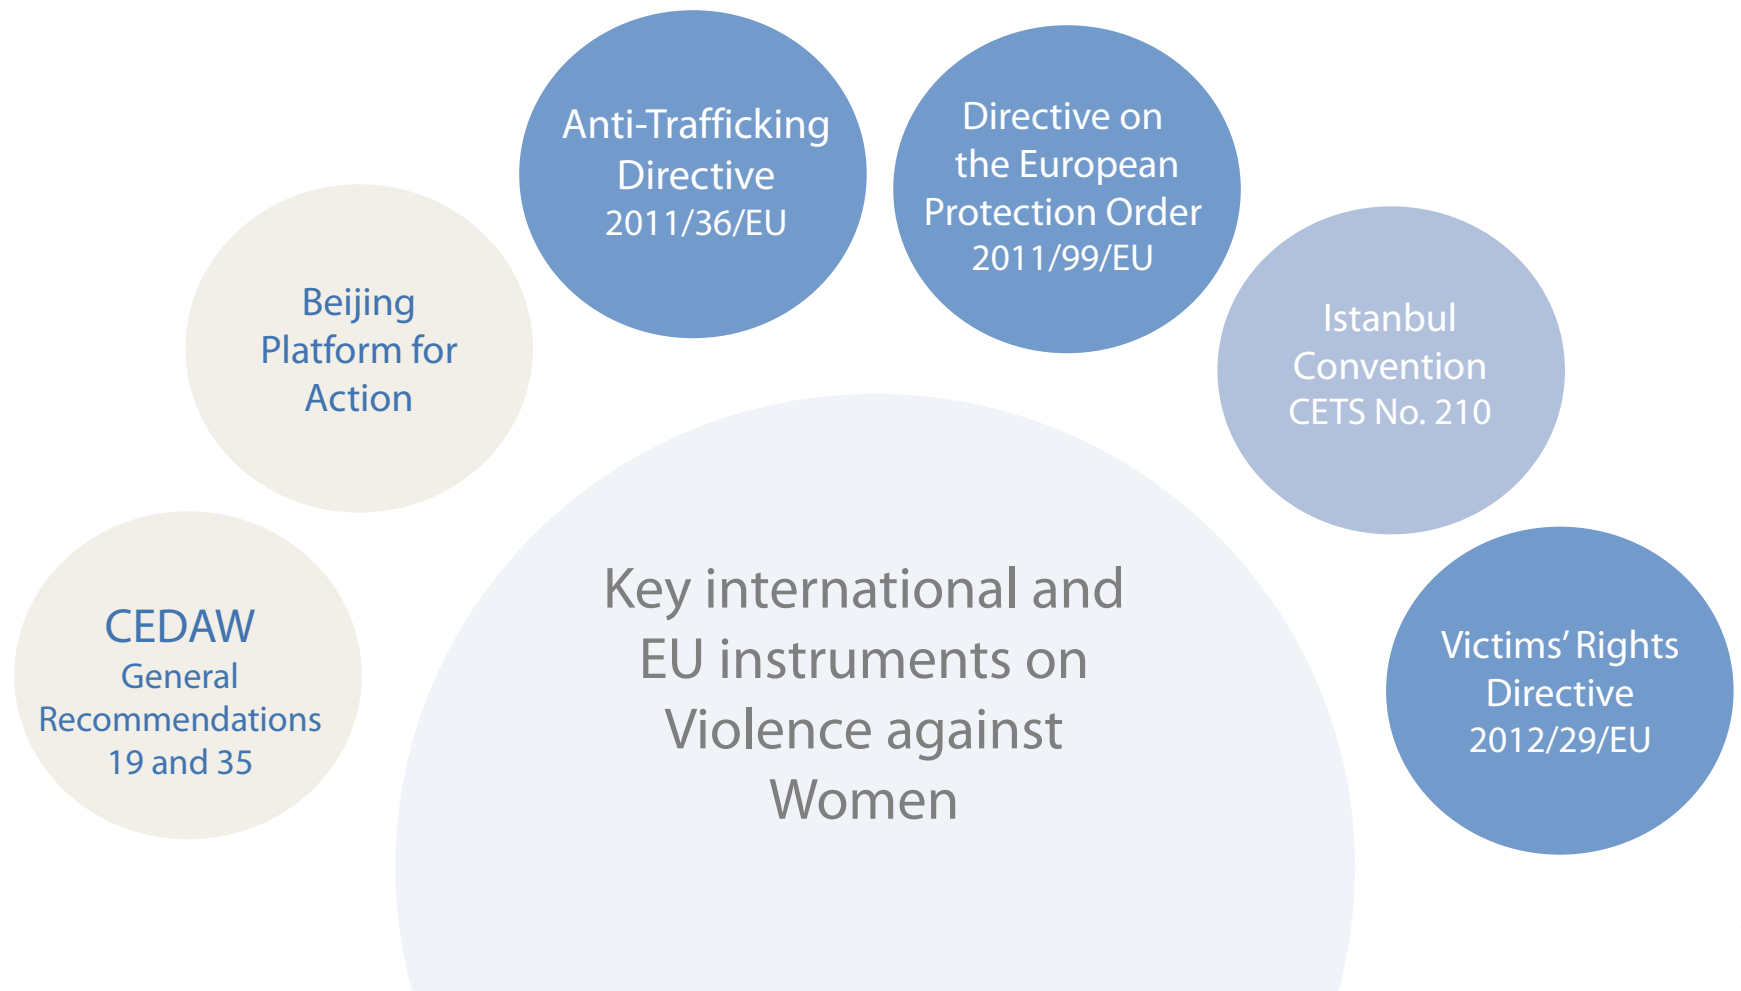 Anti-Trafficking
Directive
2011/36/EU
Directive on
the European
Protection Order
2011/99/EU
Beijing
Platform for
Action
Istanbul
Convention
CETS No. 210
CEDAW
General
Recommendations
19 and 35
Key international and
EU instruments on
Violence against
Women
Victims’ Rights
Directive
2012/29/EU